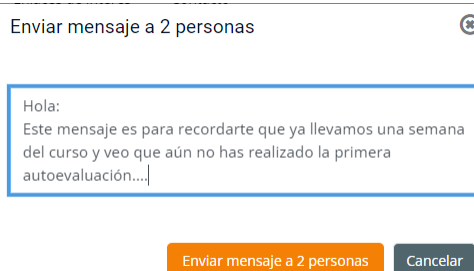 Enviar mensaje a 2 personas
Hola:
Este mensaje es para recordarte que ya llevamos una semana
del curso y veo que aún no has realizado la primera
autoevaluación....
Enviar mensaje a 2 personas
Cancelar